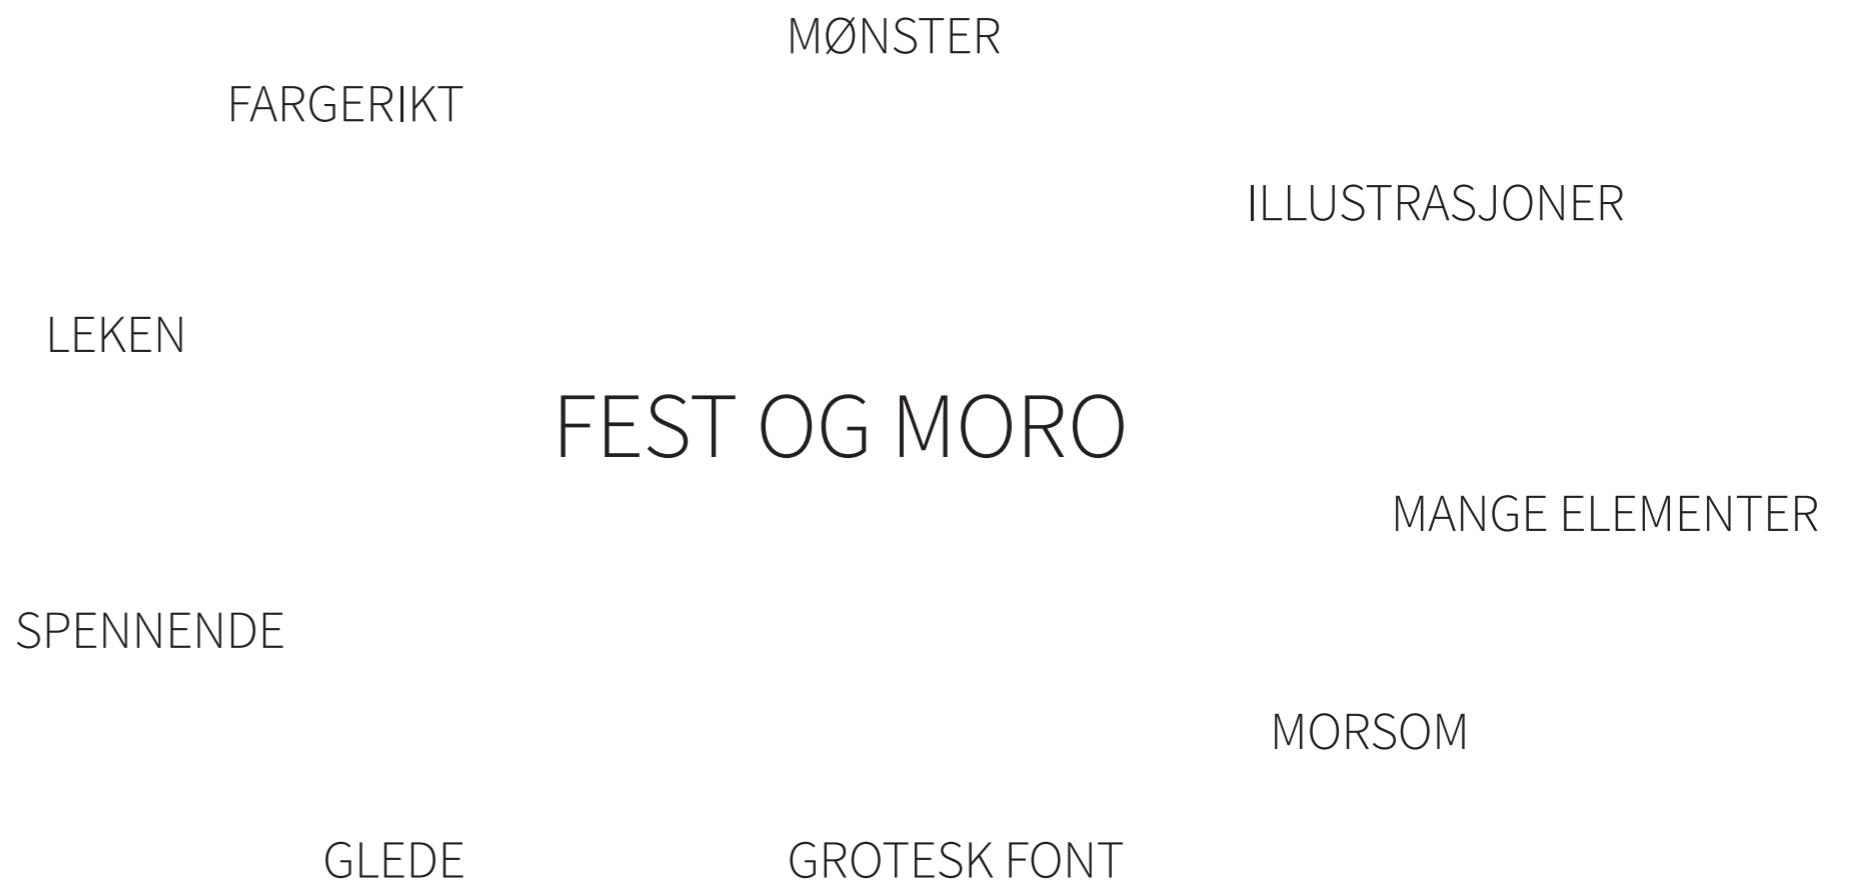 MØNSTER
FARGERIKT
ILLUSTRASJONER
LEKEN
FEST OG MORO
MANGE ELEMENTER
SPENNENDE
MORSOM
GLEDE
GROTESK FONT